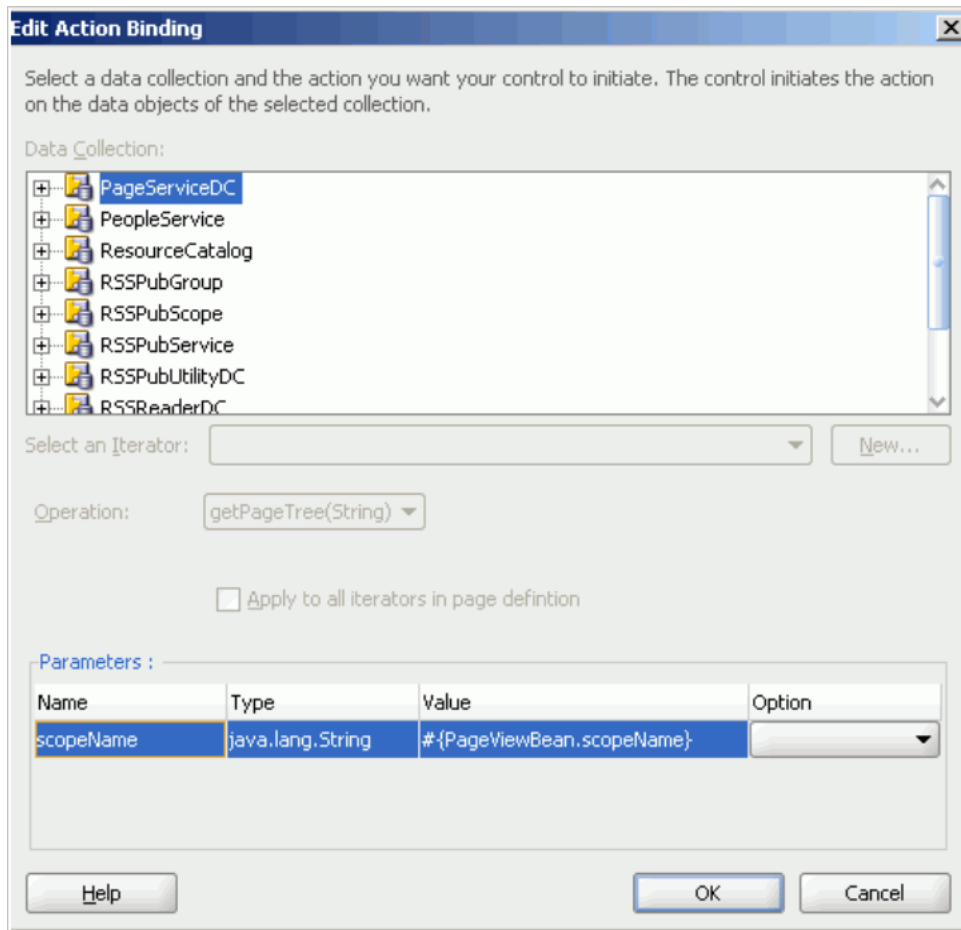 Edit Action Binding
Select a data collection and the action you want your control to initiate. The control initiates the action
on the data objects of the selected collection.
Data Collection:
PageServiceDC
PeopleService
ResourceCatalog
RSSPubGroup
RSSPubScope
RSSPubService
RSSPubUtilityDC
RSSReaderDC
Select an Iterator:
New...
Operation:
getPageTree(String)
Apply to all iterators in page defintion
Parameters :
Name Type Value Option
scopeName java.lang.String #{PageViewBean.scopeName}
Help OK Cancel